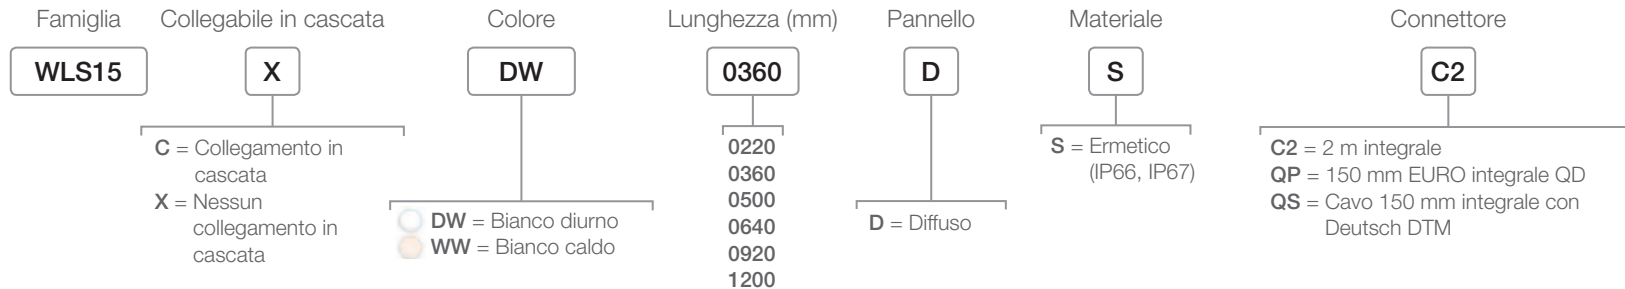 Famiglia
Collegabile in cascata
Colore
Lunghezza (mm)
Pannello
Materiale
Connettore
WLS15
X
DW
0360
D
S
C2
C = Collegamento in
cascata
X = Nessun
collegamento in
cascata
DW = Bianco diurno
WW = Bianco caldo
0220
0360
0500
0640
0920
1200
D = Diffuso
S = Ermetico
(IP66, IP67)
C2 = 2 m integrale
QP = 150 mm EURO integrale QD
QS = Cavo 150 mm integrale con
Deutsch DTM